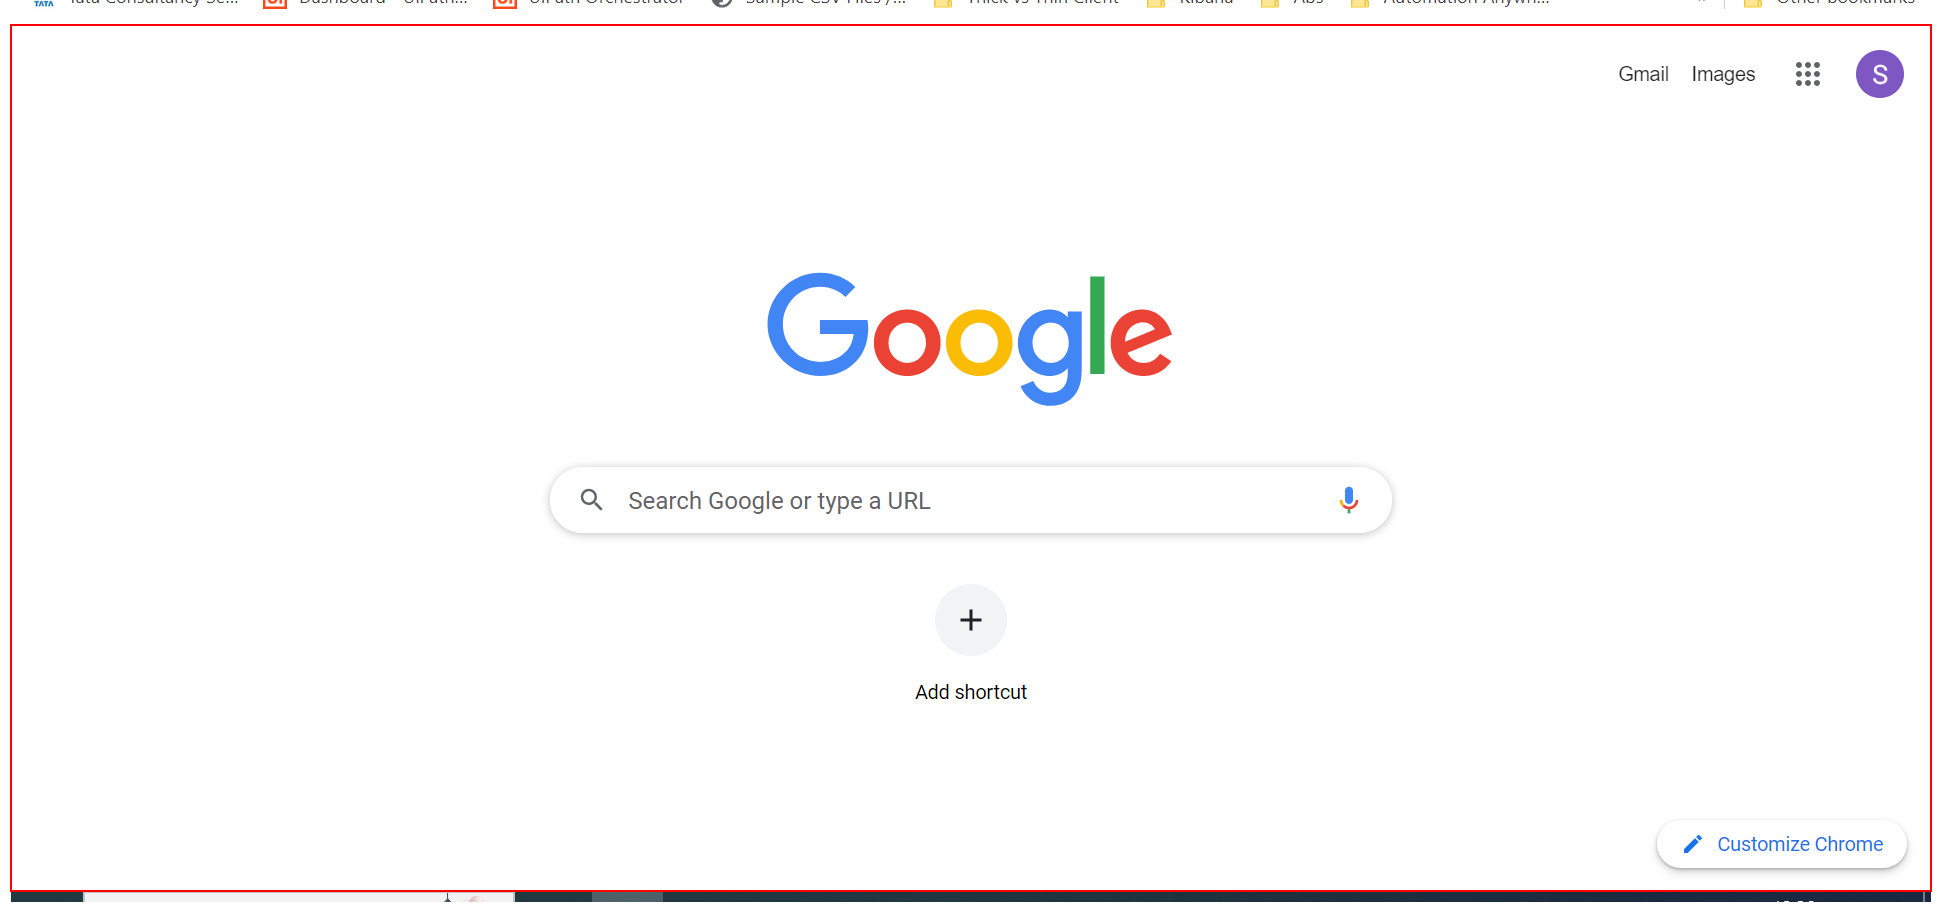 TATA Tata Consultancy Se... Dashboard - UiPath... UiPath Orchestrator Sample CSV Files /... Thick vs Thin Client Kibana Abs Automation Anywh... » Other bookmarks
Gmail Images S
Google
Search Google or type a URL
Add shortcut
Customize Chrome